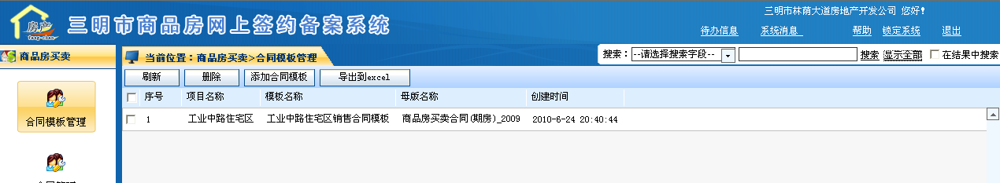 三明市林荫大道房地产开发公司 您好!
房产
fang-chan
三明市商品房网上签约备案系统
待办信息 系统消息 帮助 锁定系统 退出
商品房买卖
当前位置：商品房买卖>合同模板管理
搜索：--请选择搜索字段-- 搜索 显示全部 在结果中搜索
刷新 删除 添加合同模板 导出到excel
序号 项目名称 模板名称 母版名称 创建时间
1 工业中路住宅区 工业中路住宅区销售合同模板 商品房买卖合同(期房)_2009 2010-6-24 20:40:44
合同模板管理